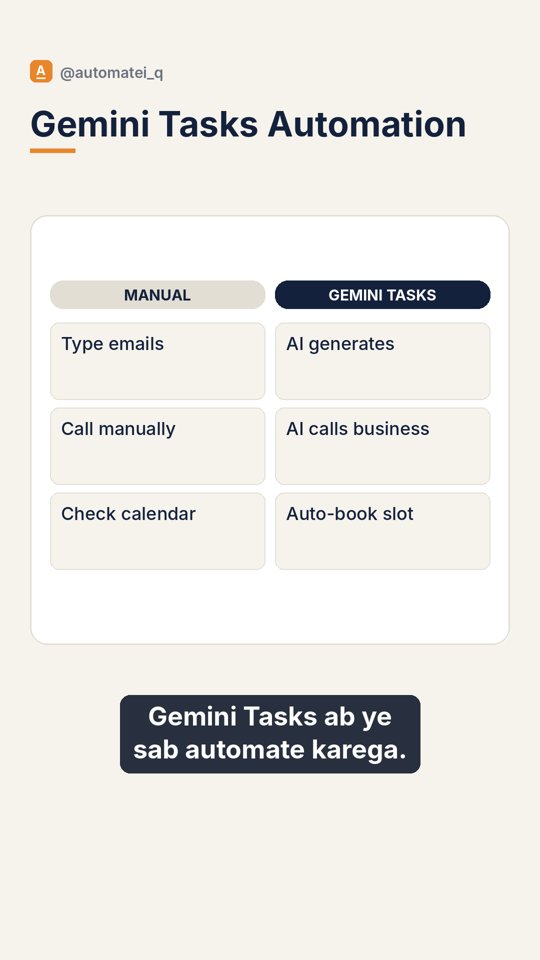 A
@automatei_q
Gemini Tasks Automation
MANUAL
GEMINI TASKS
Type emails
AI generates
Call manually
AI calls business
Check calendar
Auto-book slot
Gemini Tasks ab ye
sab automate karega.